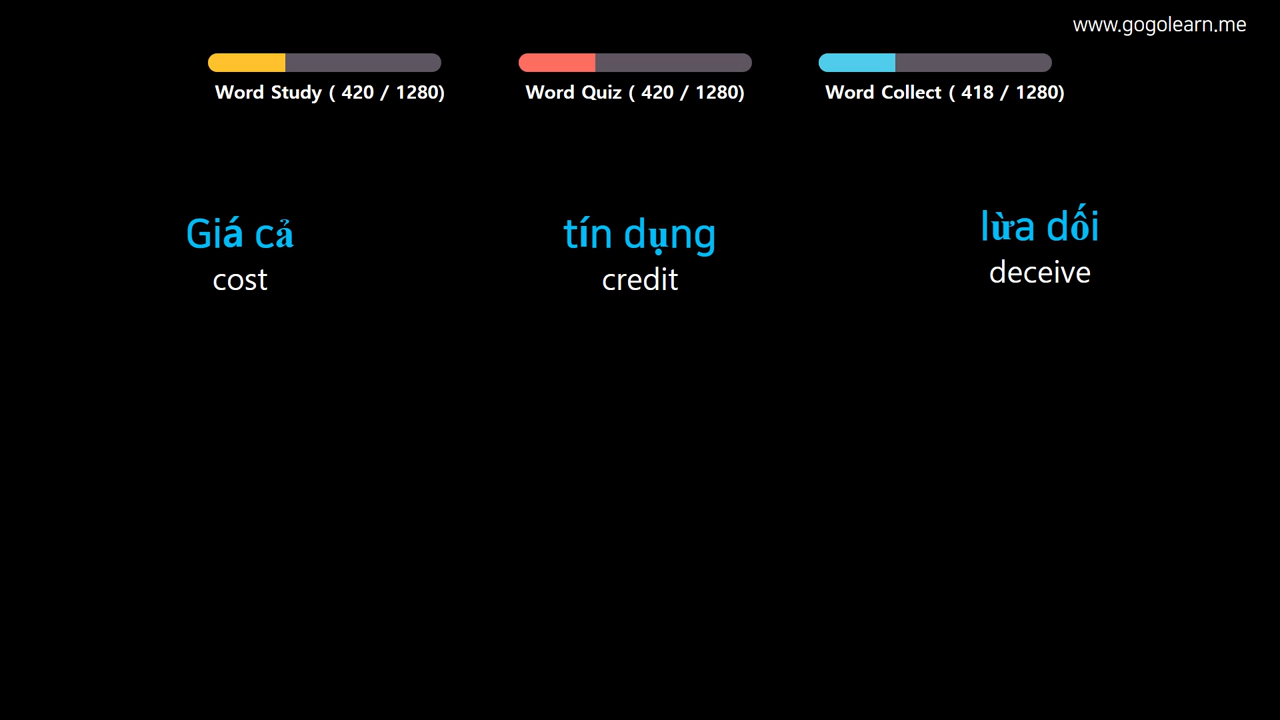 www.gogolearn.me
Word Study ( 420 / 1280)
Word Quiz ( 420 / 1280)
Word Collect ( 418 / 1280)
Giá cả
cost
tín dụng
credit
lừa dối
deceive